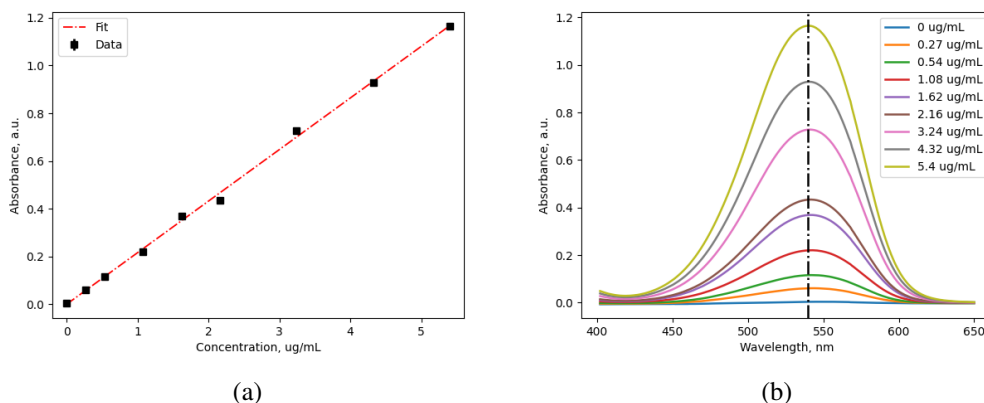 1.2
1.0
0.8
0.6
0.4
0.2
0.0
Absorbance, a.u.
Fit
Data
0 1 2 3 4 5
Concentration, ug/mL
(a)
1.2
1.0
0.8
0.6
0.4
0.2
0.0
Absorbance, a.u.
0 ug/mL
0.27 ug/mL
0.54 ug/mL
1.08 ug/mL
1.62 ug/mL
2.16 ug/mL
3.24 ug/mL
4.32 ug/mL
5.4 ug/mL
400 450 500 550 600 650
Wavelength, nm
(b)